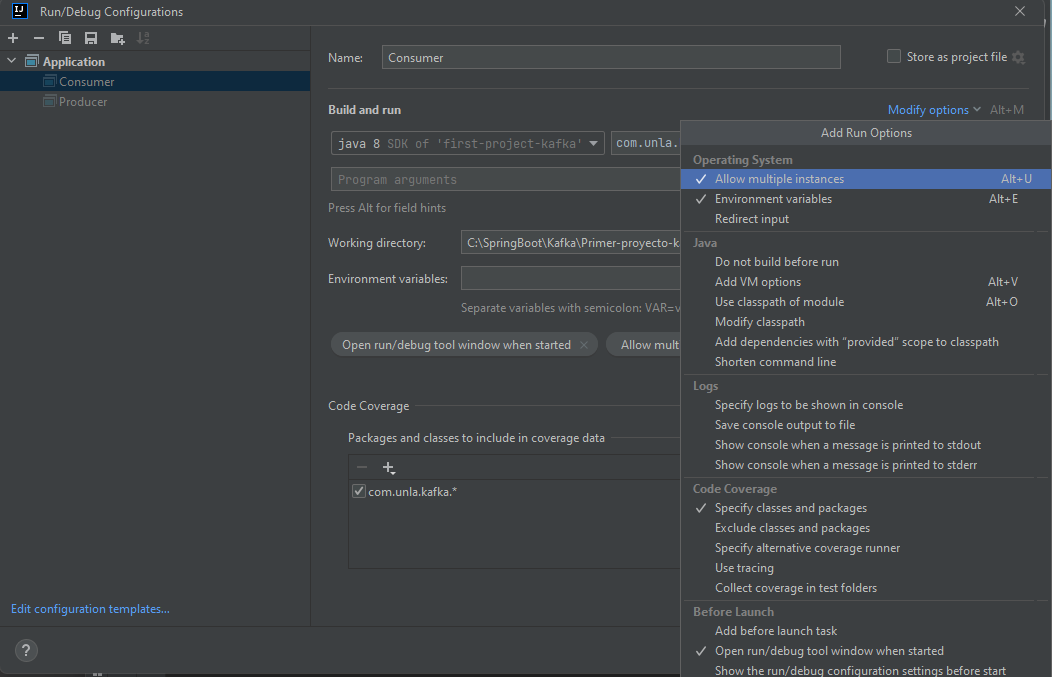 Run/Debug Configurations
Application
Consumer
Producer
Edit configuration templates...
?
Name: Consumer
Store as project file
Build and run
Modify options Alt+M
java 8 SDK of 'first-project-kafka' com.unla.
Program arguments
Press Alt for field hints
Working directory: C:\SpringBoot\Kafka\Primer-proyecto-k
Environment variables:
Separate variables with semicolon: VAR=v
Open run/debug tool window when started × Allow mult
Code Coverage
Packages and classes to include in coverage data
com.unla.kafka.*
Add Run Options
Operating System
Allow multiple instances Alt+U
Environment variables Alt+E
Redirect input
Java
Do not build before run
Add VM options Alt+V
Use classpath of module Alt+O
Modify classpath
Add dependencies with “provided” scope to classpath
Shorten command line
Logs
Specify logs to be shown in console
Save console output to file
Show console when a message is printed to stdout
Show console when a message is printed to stderr
Code Coverage
Specify classes and packages
Exclude classes and packages
Specify alternative coverage runner
Use tracing
Collect coverage in test folders
Before Launch
Add before launch task
Open run/debug tool window when started
Show the run/debug configuration settings before start